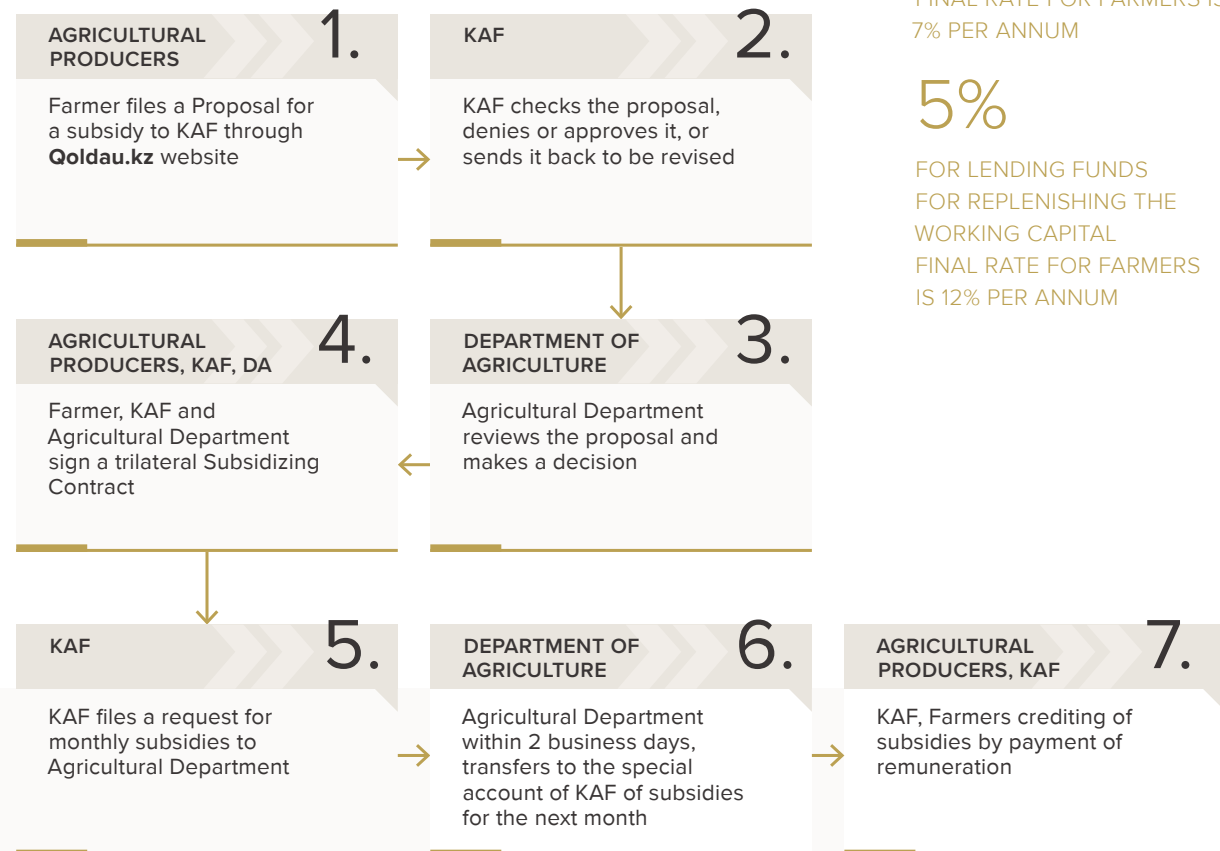 AGRICULTURAL
PRODUCERS
1.
Farmer files a Proposal for
a subsidy to KAF through
Qoldau.kz website
KAF
2.
KAF checks the proposal,
denies or approves it, or
sends it back to be revised
FINAL RATE FOR FARMERS IS
7% PER ANNUM
5%
FOR LENDING FUNDS
FOR REPLENISHING THE
WORKING CAPITAL
FINAL RATE FOR FARMERS
IS 12% PER ANNUM
DEPARTMENT OF
AGRICULTURE
3.
Agricultural Department
reviews the proposal and
makes a decision
AGRICULTURAL
PRODUCERS, KAF, DA
4.
Farmer, KAF and
Agricultural Department
sign a trilateral Subsidizing
Contract
KAF
5.
KAF files a request for
monthly subsidies to
Agricultural Department
DEPARTMENT OF
AGRICULTURE
6.
Agricultural Department
within 2 business days,
transfers to the special
account of KAF of subsidies
for the next month
AGRICULTURAL
PRODUCERS, KAF
7.
KAF, Farmers crediting of
subsidies by payment of
remuneration